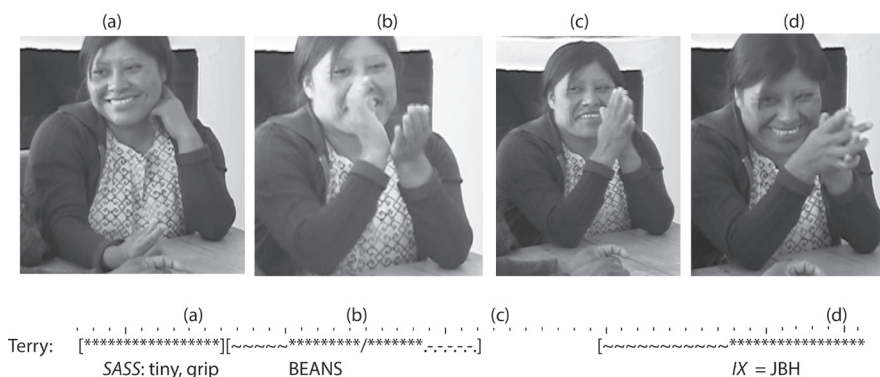 (a) (b) (c) (d)
(a) (b) (c) (d)
Terry: [*****************][~~~~~*********/*******.-.-.-.-.-.] [~~~~~~~~~~~*****************
SASS: tiny, grip BEANS IX = JBH